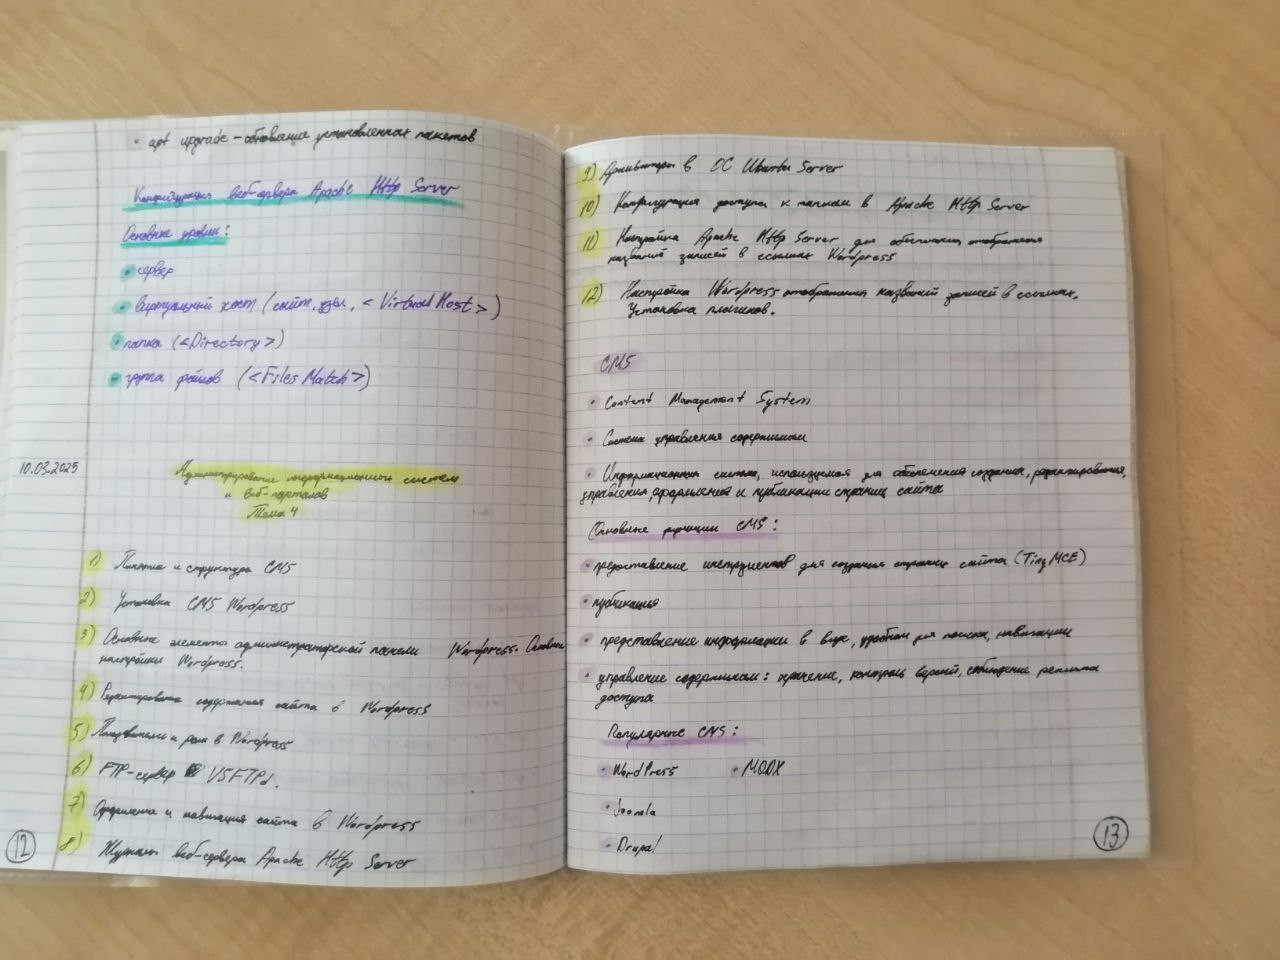 • apt upgrade – обновление установленных пакетов
Конфигурация веб-сервера Apache Http Server
Основные уровни:
• сервер
• виртуальный хост (сайт, узел, <Virtual Host>)
• папка (<Directory>)
• группа файлов (<Files Match>)
10.03.2025
Администрирование информационных систем
и веб-порталов
Тема 4
1) Понятие и структура CMS
2) Установка CMS Wordpress
3) Основные элементы администраторской панели Wordpress. Основные
настройки Wordpress.
4) Редактирование содержания сайта в Wordpress
5) Пользователи и роли в Wordpress
6) FTP-сервер VSFTPd.
7) Оформление и навигация сайта в Wordpress
8) Журналы веб-сервера Apache Http Server
12
9) Архиваторы в ОС Ubuntu Server
10) Конфигурация доступа к папкам в Apache Http Server
11) Настройка Apache Http Server для обеспечения отображения
названий записей в ссылках Wordpress
12) Настройка Wordpress отображения названий записей в ссылках.
Установка плагинов.
CMS
• Content Management System
• Система управления содержимым
• Информационная система, используемая для обеспечения создания, редактирования,
управления, оформления и публикации страниц сайта
Основные функции CMS:
• предоставление инструментов для создания страниц сайта (TinyMCE)
• публикация
• представление информации в виде, удобном для поиска, навигации
• управление содержимым: хранение, контроль версий, соблюдение режима
доступа
Популярные CMS:
• WordPress • MODX
• Joomla
• Drupal
13